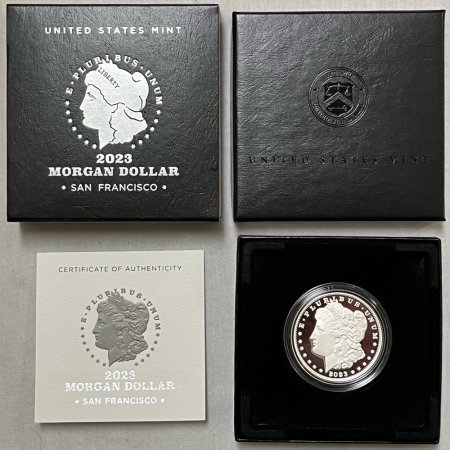 UNITED STATES MINT
E·PLURIBUS·UNUM
LIBERTY
2023
MORGAN DOLLAR
• SAN FRANCISCO •
UNITED STATES MINT
CERTIFICATE OF AUTHENTICITY
E·PLURIBUS·UNUM
2023
MORGAN DOLLAR
• SAN FRANCISCO •
E·PLURIBUS·UNUM
2023